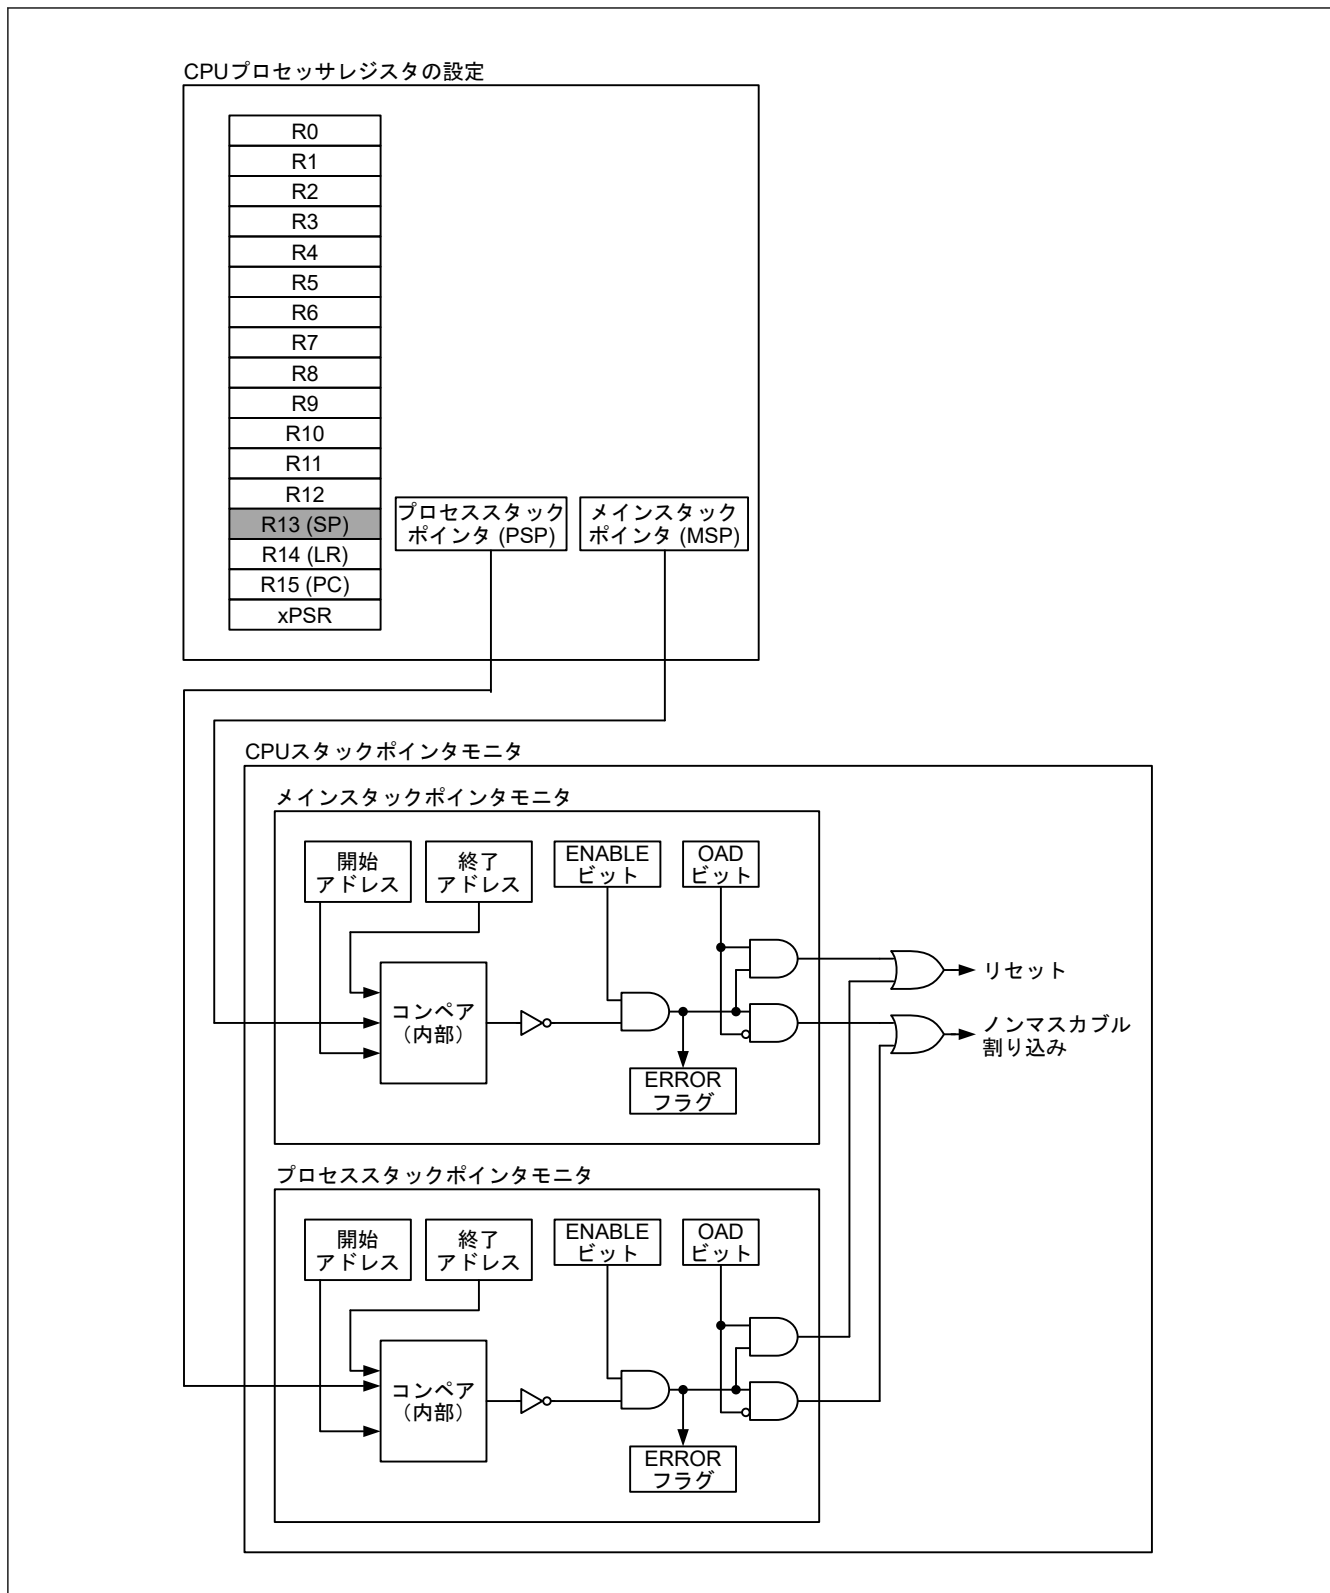 CPUプロセッサレジスタの設定
R0
R1
R2
R3
R4
R5
R6
R7
R8
R9
R10
R11
R12
R13 (SP)
R14 (LR)
R15 (PC)
xPSR
プロセススタック
ポインタ (PSP)
メインスタック
ポインタ (MSP)
CPUスタックポインタモニタ
メインスタックポインタモニタ
開始
アドレス
終了
アドレス
ENABLE
ビット
OAD
ビット
コンペア
（内部）
ERROR
フラグ
リセット
ノンマスカブル
割り込み
プロセススタックポインタモニタ
開始
アドレス
終了
アドレス
ENABLE
ビット
OAD
ビット
コンペア
（内部）
ERROR
フラグ